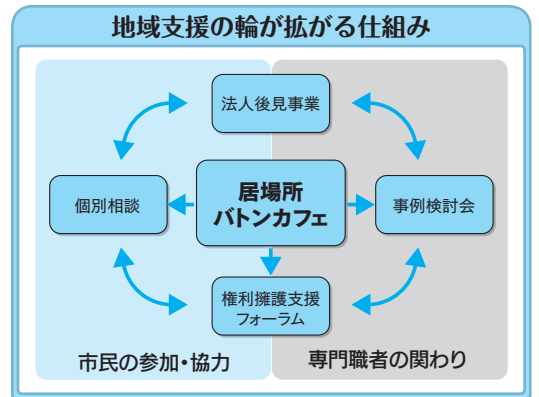 地域支援の輪が拡がる仕組み
法人後見事業
個別相談
居場所
バトンカフェ
事例検討会
権利擁護支援
フォーラム
市民の参加・協力
専門職者の関わり